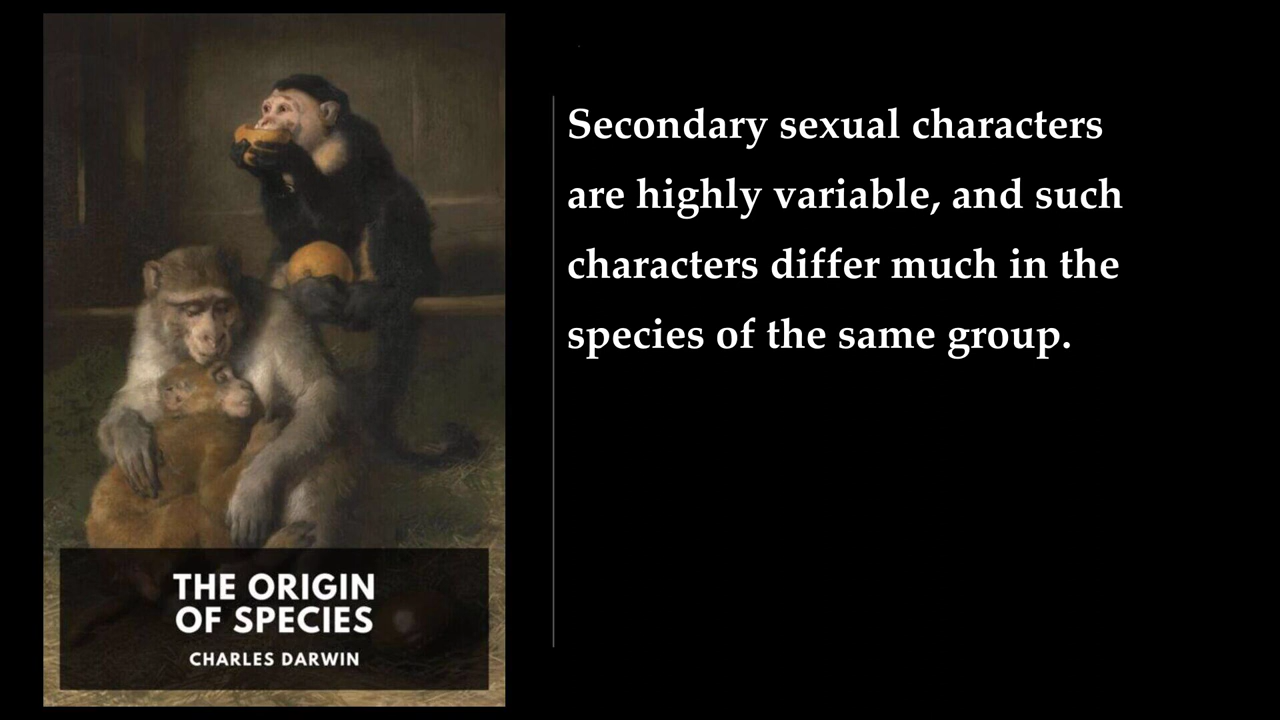 THE ORIGIN
OF SPECIES
CHARLES DARWIN
Secondary sexual characters
are highly variable, and such
characters differ much in the
species of the same group.